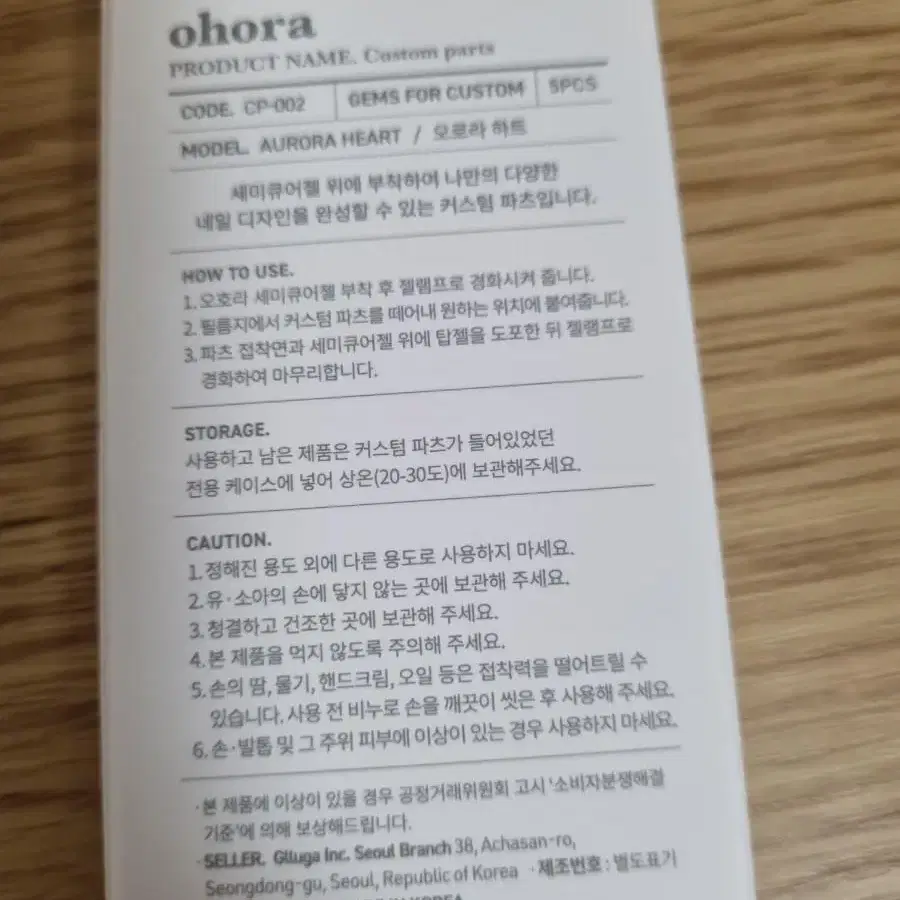 ohora
PRODUCT NAME. Custom parts
CODE. CP-002 GEMS FOR CUSTOM 5PCS
MODEL. AURORA HEART / 오로라 하트
세미큐어젤 위에 부착하여 나만의 다양한
네일 디자인을 완성할 수 있는 커스텀 파츠입니다.
HOW TO USE.
1. 오호라 세미큐어젤 부착 후 젤램프로 경화시켜 줍니다.
2. 필름지에서 커스텀 파츠를 떼어내 원하는 위치에 붙여줍니다.
3. 파츠 접착면과 세미큐어젤 위에 탑젤을 도포한 뒤 젤램프로
경화하여 마무리합니다.
STORAGE.
사용하고 남은 제품은 커스텀 파츠가 들어있었던
전용 케이스에 넣어 상온(20-30도)에 보관해주세요.
CAUTION.
1. 정해진 용도 외에 다른 용도로 사용하지 마세요.
2. 유·소아의 손에 닿지 않는 곳에 보관해 주세요.
3. 청결하고 건조한 곳에 보관해 주세요.
4. 본 제품을 먹지 않도록 주의해 주세요.
5. 손의 땀, 물기, 핸드크림, 오일 등은 접착력을 떨어트릴 수
있습니다. 사용 전 비누로 손을 깨끗이 씻은 후 사용해 주세요.
6. 손·발톱 및 그 주위 피부에 이상이 있는 경우 사용하지 마세요.
·본 제품에 이상이 있을 경우 공정거래위원회 고시 '소비자분쟁해결
기준'에 의해 보상해드립니다.
·SELLER. Glluga Inc. Seoul Branch 38, Achasan-ro,
Seongdong-gu, Seoul, Republic of Korea ·제조번호 : 별도표기
KOREA